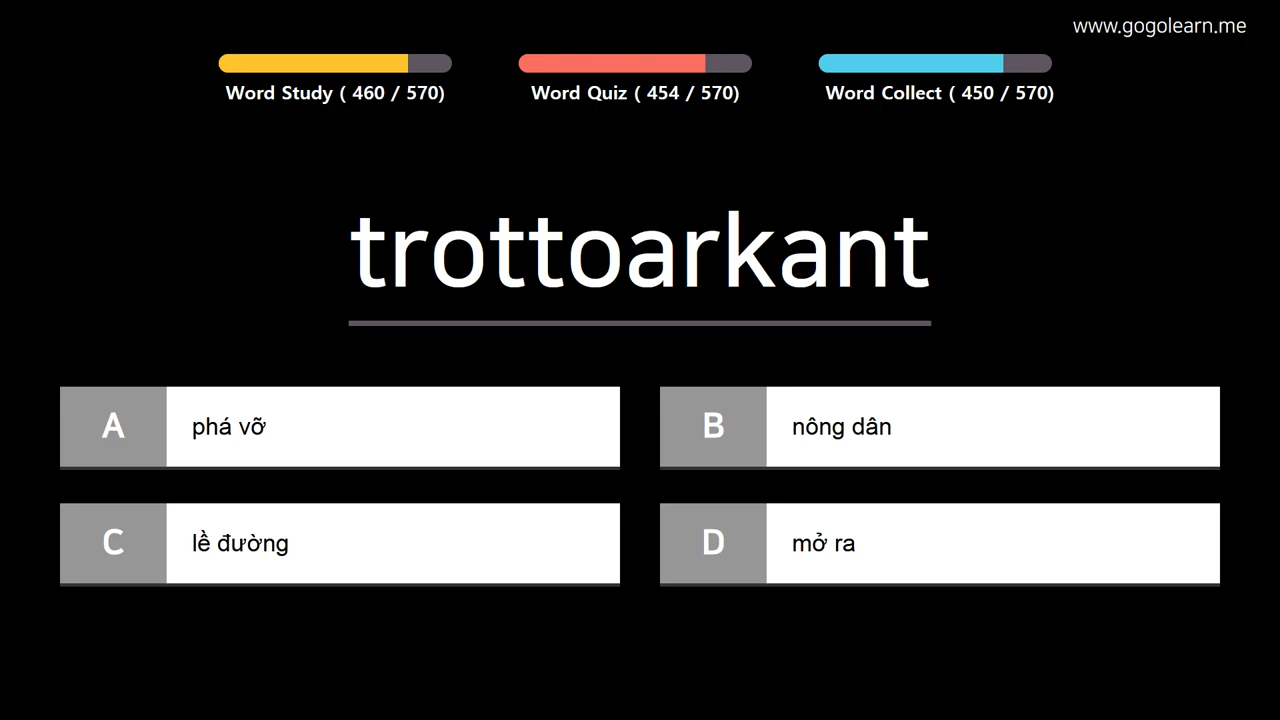 www.gogolearn.me
Word Study ( 460 / 570)
Word Quiz ( 454 / 570)
Word Collect ( 450 / 570)
trottoarkant
A
phá vỡ
B
nông dân
C
lề đường
D
mở ra